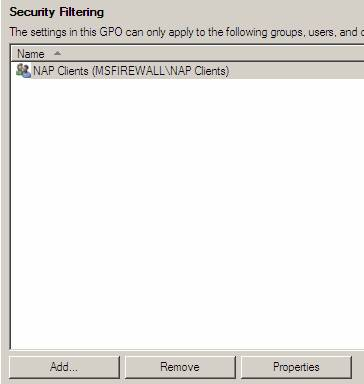 Security Filtering
The settings in this GPO can only apply to the following groups, users, and
Name
NAP Clients (MSFIREWALL\NAP Clients)
Add... Remove Properties